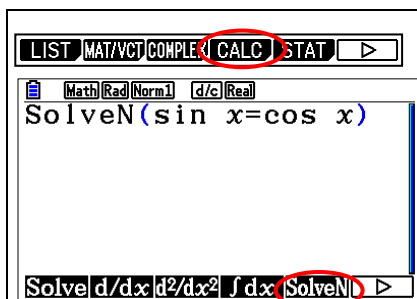 LIST MAT/VCT COMPLEX CALC STAT ▷
Math Rad Norm1 d/c Real
SolveN(sin x=cos x)
Solve d/dx d²/dx² ∫dx SolveN ▷